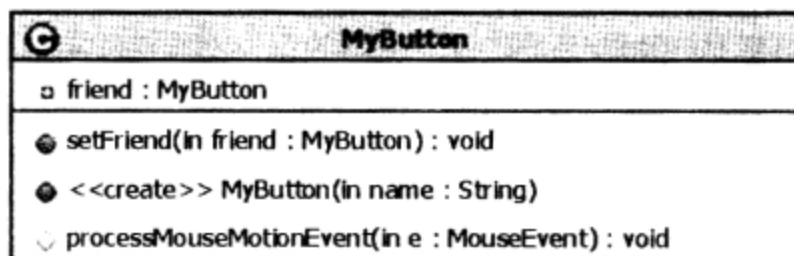 C MyButton
friend : MyButton
setFriend(in friend : MyButton) : void
<<create>> MyButton(in name : String)
processMouseMotionEvent(in e : MouseEvent) : void